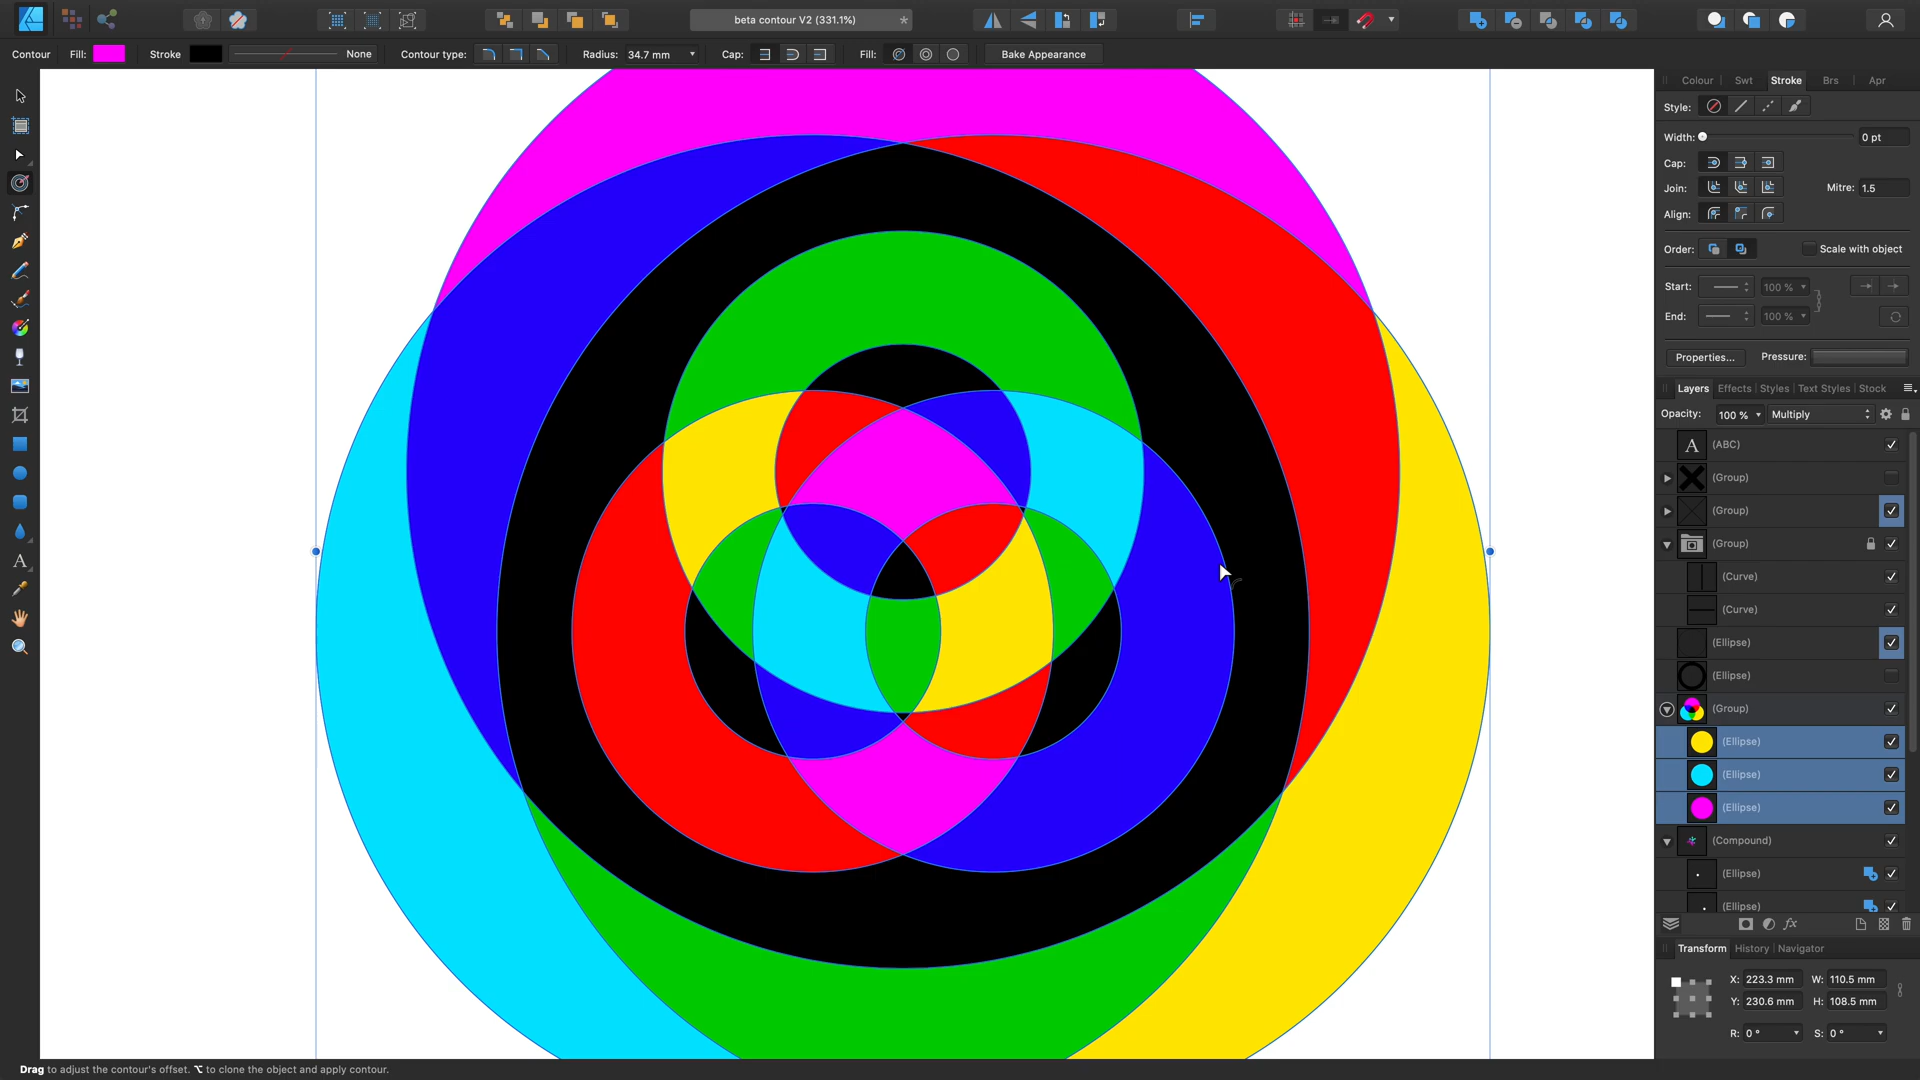 beta contour V2 (331.1%)
*
Contour Fill: Stroke None Contour type: Radius: 34.7 mm Cap: Fill: Bake Appearance
Colour Swt Stroke Brs Apr
Style:
Width: 0 pt
Cap:
Join: Mitre: 1.5
Align:
Order: Scale with object
Start: 100 %
End: 100 %
Properties... Pressure:
Layers Effects Styles Text Styles Stock
Opacity: 100 % Multiply
A (ABC)
(Group)
(Group)
(Group)
(Curve)
(Curve)
(Ellipse)
(Ellipse)
(Group)
(Ellipse)
(Ellipse)
(Ellipse)
(Compound)
(Ellipse)
(Ellipse)
fx
Transform History Navigator
X: 223.3 mm W: 110.5 mm
Y: 230.6 mm H: 108.5 mm
R: 0 ° S: 0 °
Drag to adjust the contour's offset. ⌥ to clone the object and apply contour.